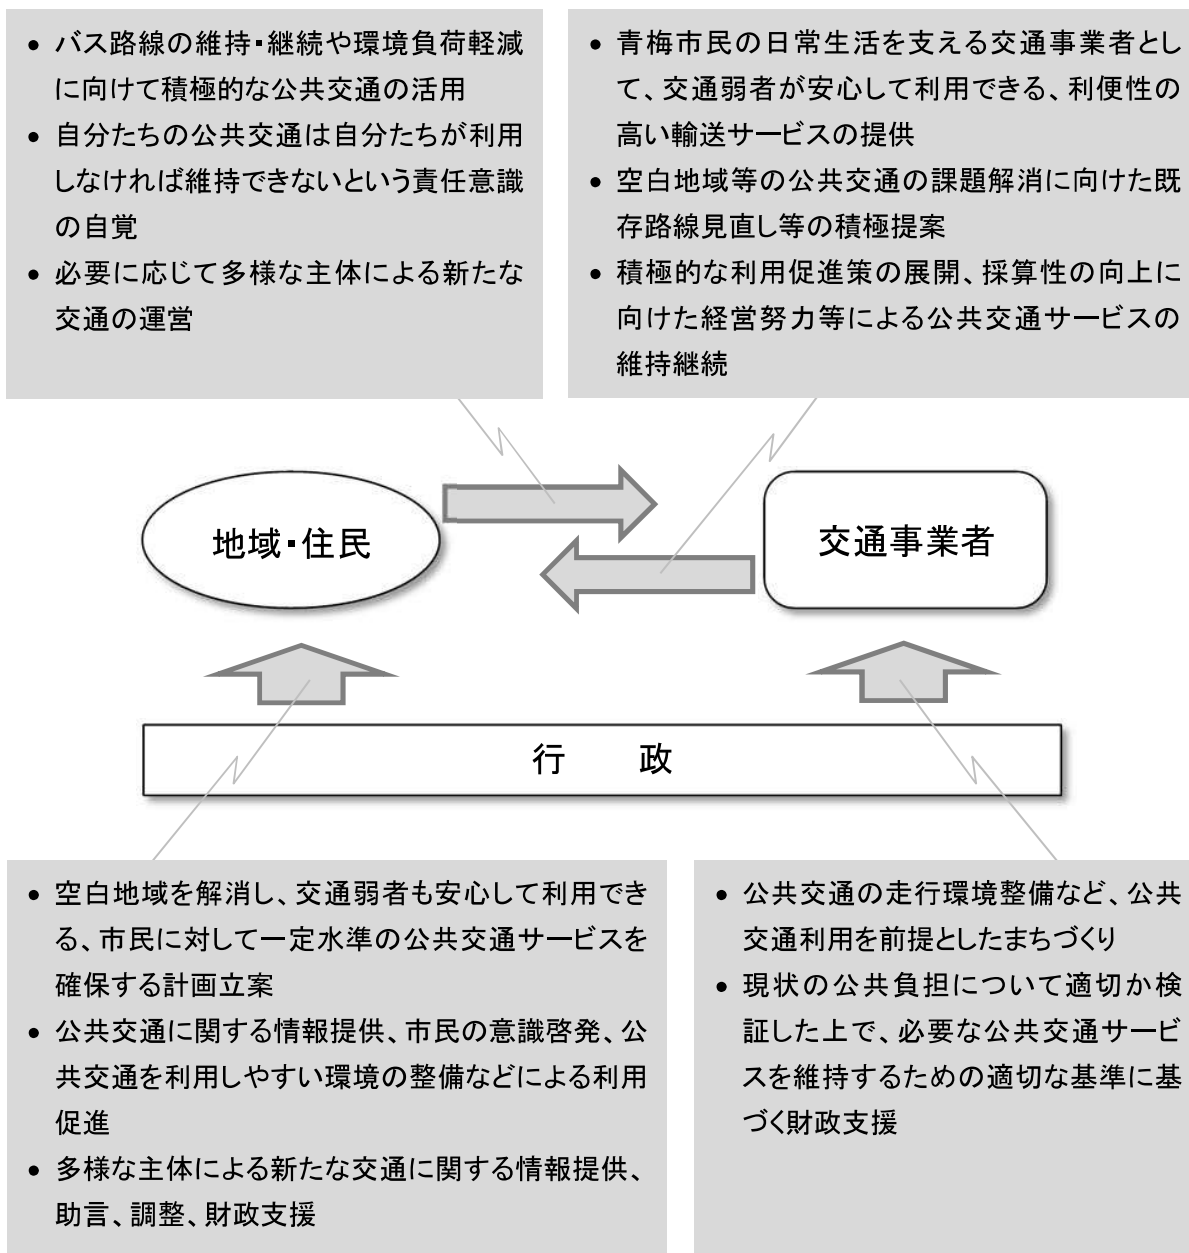 ● バス路線の維持・継続や環境負荷軽減
に向けて積極的な公共交通の活用
● 自分たちの公共交通は自分たちが利用
しなければ維持できないという責任意識
の自覚
● 必要に応じて多様な主体による新たな
交通の運営
● 青梅市民の日常生活を支える交通事業者とし
て、交通弱者が安心して利用できる、利便性の
高い輸送サービスの提供
● 空白地域等の公共交通の課題解消に向けた既
存路線見直し等の積極提案
● 積極的な利用促進策の展開、採算性の向上に
向けた経営努力等による公共交通サービスの
維持継続
地域・住民
交通事業者
行　政
● 空白地域を解消し、交通弱者も安心して利用でき
る、市民に対して一定水準の公共交通サービスを
確保する計画立案
● 公共交通に関する情報提供、市民の意識啓発、公
共交通を利用しやすい環境の整備などによる利用
促進
● 多様な主体による新たな交通に関する情報提供、
助言、調整、財政支援
● 公共交通の走行環境整備など、公共
交通利用を前提としたまちづくり
● 現状の公共負担について適切か検
証した上で、必要な公共交通サービ
スを維持するための適切な基準に基
づく財政支援